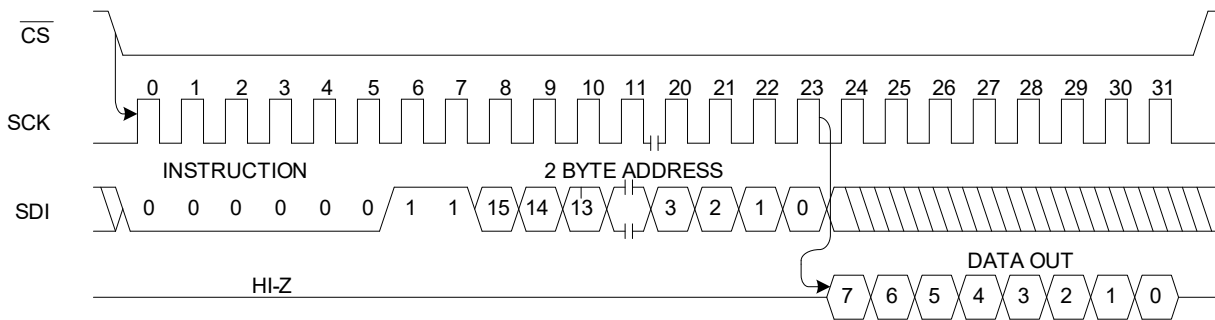 CS
0 1 2 3 4 5 6 7 8 9 10 11 20 21 22 23 24 25 26 27 28 29 30 31
SCK
INSTRUCTION 2 BYTE ADDRESS
SDI 0 0 0 0 0 0 1 1 15 14 13 3 2 1 0
HI-Z DATA OUT
7 6 5 4 3 2 1 0